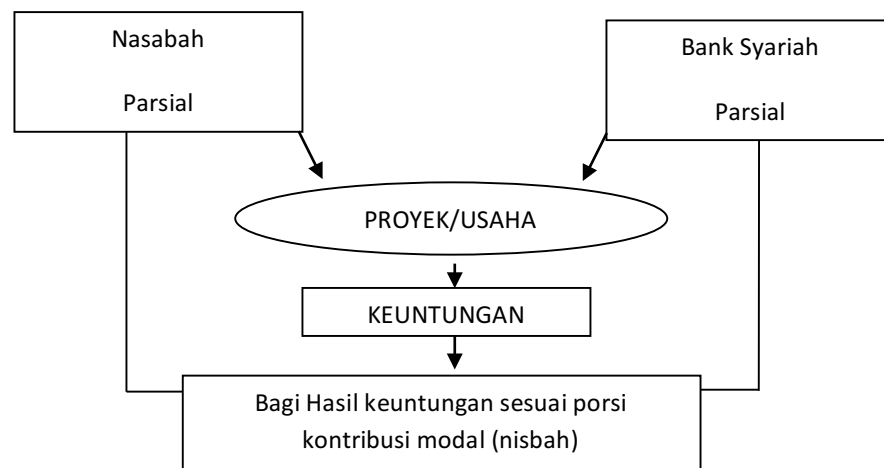 Nasabah
Parsial
Bank Syariah
Parsial
PROYEK/USAHA
KEUNTUNGAN
Bagi Hasil keuntungan sesuai porsi
kontribusi modal (nisbah)